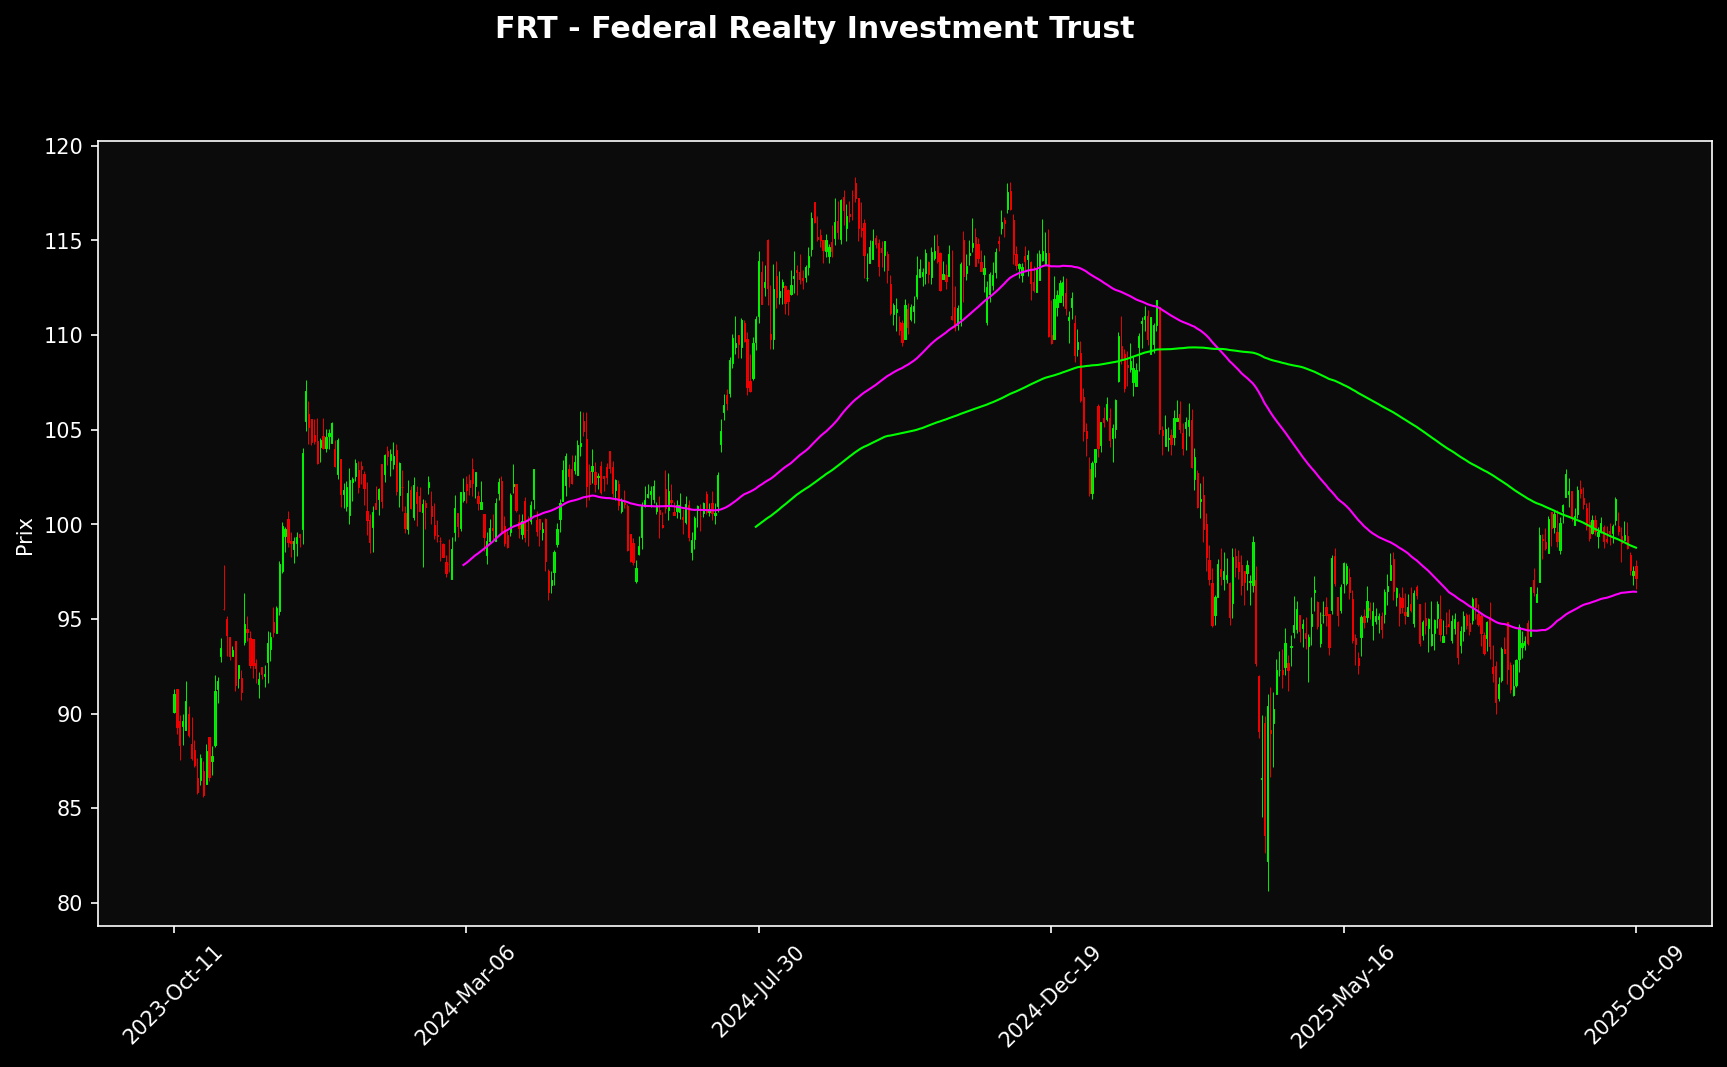 FRT - Federal Realty Investment Trust
Prix
120
115
110
105
100
95
90
85
80
2023-Oct-11
2024-Mar-06
2024-Jul-30
2024-Dec-19
2025-May-16
2025-Oct-09